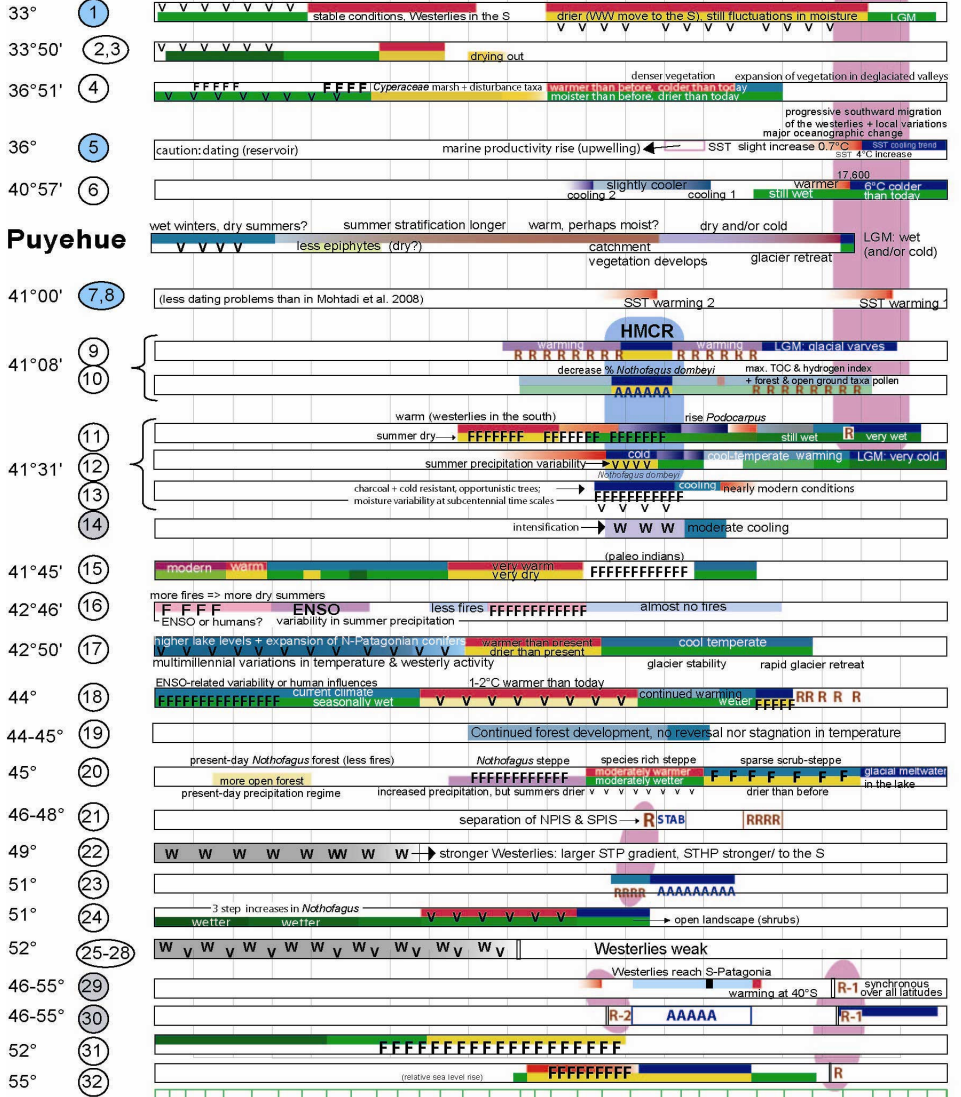 33° 1 V V V V V V V stable conditions, Westerlies in the S drier (WW move to the S), still fluctuations in moisture LGM
V V V V V V V V V
33°50' 2,3 V V V V V V drying out
denser vegetation expansion of vegetation in deglaciated valleys
36°51' 4 F F F F F FFFF Cyperaceae marsh + disturbance taxa warmer than before, colder than today
V V V V V V V V moister than before, drier than today
progressive southward migration
of the westerlies + local variations
major oceanographic change
36° 5 caution: dating (reservoir) marine productivity rise (upwelling) SST slight increase 0.7°C SST cooling trend
SST 4°C increase
17,600
40°57' 6 slightly cooler warmer 6°C colder
cooling 2 cooling 1 still wet than today
wet winters, dry summers? summer stratification longer warm, perhaps moist? dry and/or cold
Puyehue V V V V less epiphytes (dry?) catchment LGM: wet
vegetation develops glacier retreat (and/or cold)
41°00' 7,8 (less dating problems than in Mohtadi et al. 2008) SST warming 2 SST warming 1
HMCR
9 warming warming LGM: glacial varves
R R R R R R R R R R R R R R R
41°08'
decrease % Nothofagus dombeyi max. TOC & hydrogen index
10 + forest & open ground taxa pollen
AAAAAA R R R R R R R R
warm (westerlies in the south) rise Podocarpus
11 summer dry FFFFFFF FFFFFFF FFFFFFF still wet R very wet
41°31'
12 cold cool-temperate warming LGM: very cold
summer precipitation variability V V V V
Nothofagus dombeyi
13 charcoal + cold resistant, opportunistic trees; cooling nearly modern conditions
moisture variability at subcentennial time scales FFFFFFFFFFF
V V V V
14 intensification W W W moderate cooling
(paleo indians)
41°45' 15 modern warm very warm
very dry FFFFFFFFFFFF
more fires => more dry summers
42°46' 16 F F F F ENSO less fires FFFFFFFFFFFF almost no fires
ENSO or humans? variability in summer precipitation
42°50' 17 higher lake levels + expansion of N-Patagonian conifers warmer than present cool temperate
V V V V V V V V V V V drier than present
multimillennial variations in temperature & westerly activity glacier stability rapid glacier retreat
ENSO-related variability or human influences 1-2°C warmer than today
44° 18 current climate continued warming RRRR R R
FFFFFFFFFFFFFFF seasonally wet V V V V V V wetter FFFFF
44-45° 19 Continued forest development, no reversal nor stagnation in temperature
present-day Nothofagus forest (less fires) Nothofagus steppe species rich steppe sparse scrub-steppe
45° 20 more open forest FFFFFFFFFFFF moderately warmer F F F F F F F glacial meltwater
moderately wetter in the lake
present-day precipitation regime increased precipitation, but summers drier V V V V V V V drier than before
46-48° 21 separation of NPIS & SPIS R STAB RRRR
49° 22 W W W W W WW W W stronger Westerlies: larger STP gradient, STHP stronger/ to the S
51° 23 RRRR AAAAAAAAA
51° 24 3 step increases in Nothofagus V V V V V V
wetter wetter open landscape (shrubs)
52° 25-28 W V W V W V W V W V W V W V W V W V Westerlies weak
Westerlies reach S-Patagonia
46-55° 29 R-1 synchronous
warming at 40°S over all latitudes
46-55° 30 R-2 AAAAA R-1
52° 31 FFFFFFFFFFFFFFFFFF
55° 32 (relative sea level rise) FFFFFFFFF R